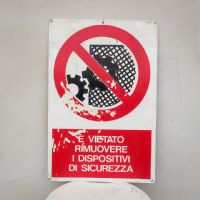 È VIETATO
RIMUOVERE
I DISPOSITIVI
DI SICUREZZA